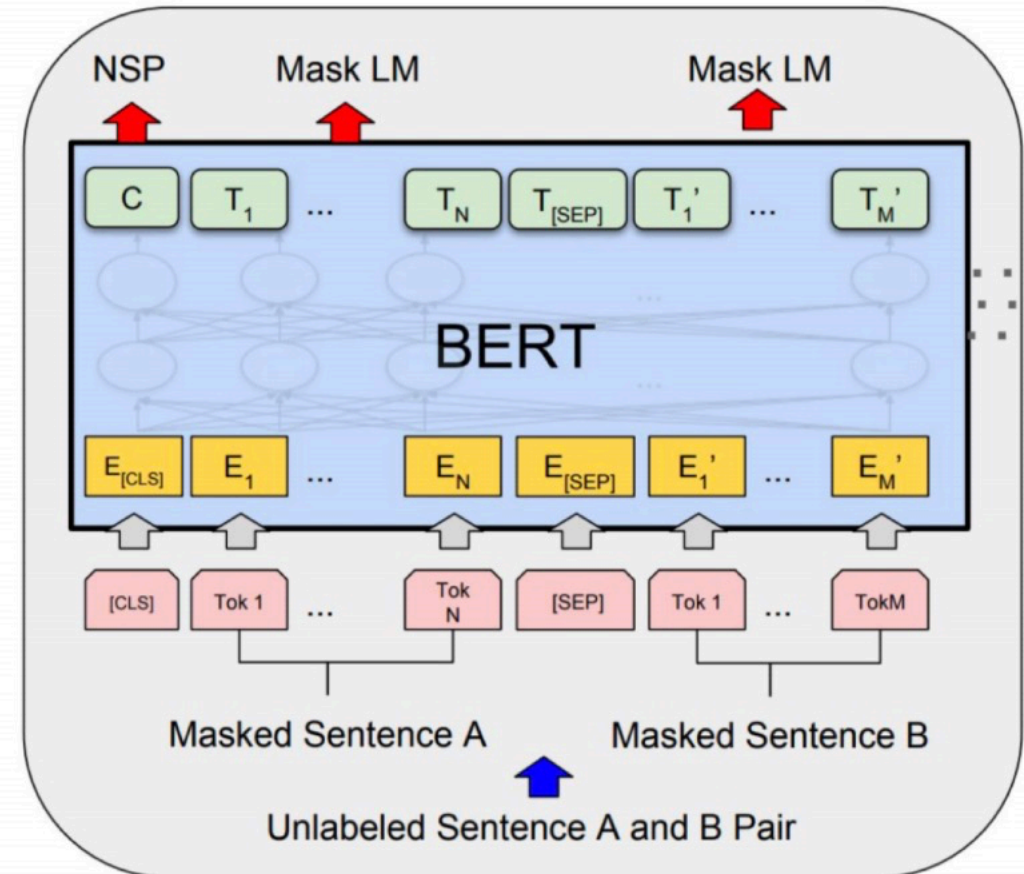 NSP Mask LM Mask LM
C T1 ... TN T[SEP] T1' ... TM'
...
BERT
...
E[CLS] E1 ... EN E[SEP] E1' ... EM'
[CLS] Tok 1 ... Tok N [SEP] Tok 1 ... TokM
Masked Sentence A Masked Sentence B
Unlabeled Sentence A and B Pair